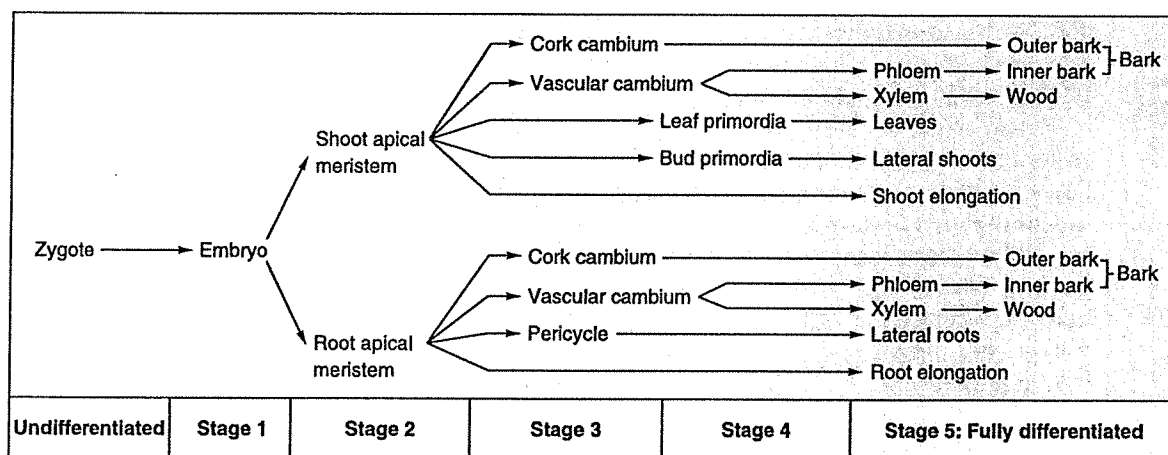 Cork cambium Outer bark
Bark
Vascular cambium Phloem Inner bark
Xylem Wood
Shoot apical
meristem
Leaf primordia Leaves
Bud primordia Lateral shoots
Shoot elongation
Zygote Embryo
Cork cambium Outer bark
Bark
Vascular cambium Phloem Inner bark
Xylem Wood
Root apical
meristem
Pericycle Lateral roots
Root elongation
Undifferentiated Stage 1 Stage 2 Stage 3 Stage 4 Stage 5: Fully differentiated